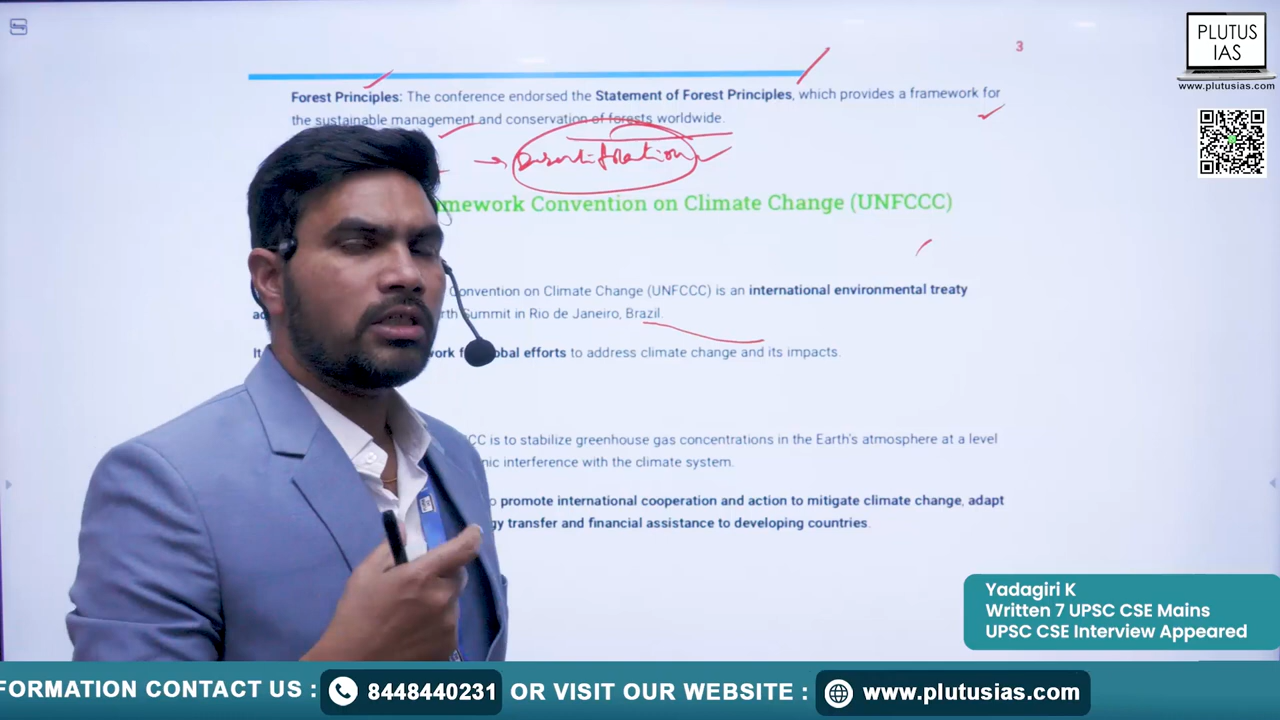 3
PLUTUS
IAS
www.plutusias.com
Forest Principles: The conference endorsed the Statement of Forest Principles, which provides a framework for
the sustainable management and conservation of forests worldwide.
mework Convention on Climate Change (UNFCCC)
Convention on Climate Change (UNFCCC) is an international environmental treaty
rth Summit in Rio de Janeiro, Brazil.
It work f obal efforts to address climate change and its impacts.
CC is to stabilize greenhouse gas concentrations in the Earth's atmosphere at a level
nic interference with the climate system.
o promote international cooperation and action to mitigate climate change, adapt
gy transfer and financial assistance to developing countries.
Yadagiri K
Written 7 UPSC CSE Mains
UPSC CSE Interview Appeared
FORMATION CONTACT US : 8448440231 OR VISIT OUR WEBSITE : www.plutusias.com